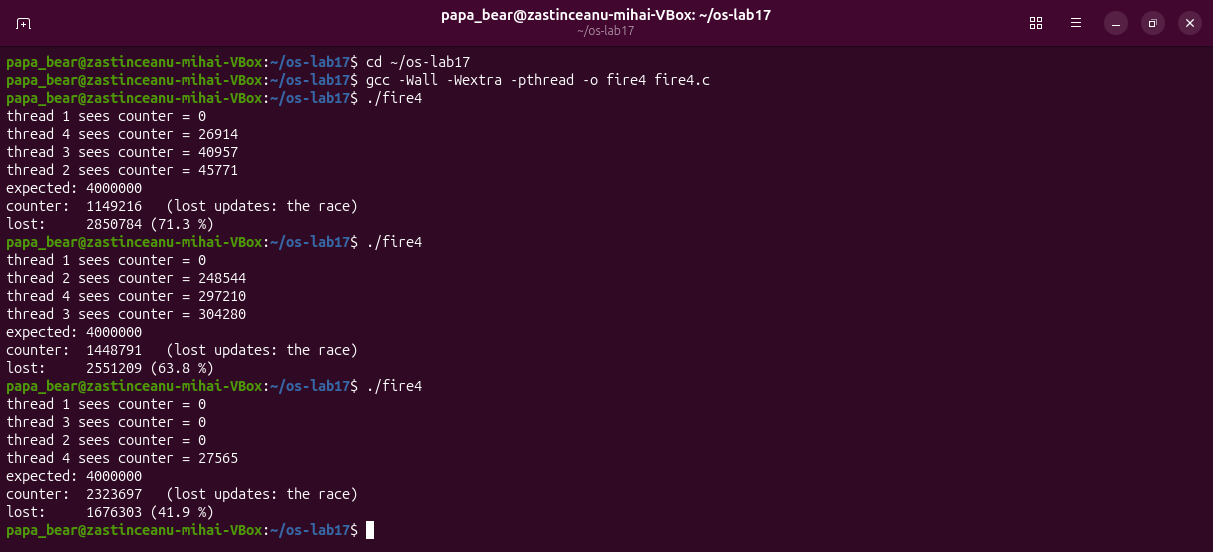 papa_bear@zastinceanu-mihai-VBox: ~/os-lab17
~/os-lab17
papa_bear@zastinceanu-mihai-VBox:~/os-lab17$ cd ~/os-lab17
papa_bear@zastinceanu-mihai-VBox:~/os-lab17$ gcc -Wall -Wextra -pthread -o fire4 fire4.c
papa_bear@zastinceanu-mihai-VBox:~/os-lab17$ ./fire4
thread 1 sees counter = 0
thread 4 sees counter = 26914
thread 3 sees counter = 40957
thread 2 sees counter = 45771
expected: 4000000
counter:  1149216   (lost updates: the race)
lost:     2850784 (71.3 %)
papa_bear@zastinceanu-mihai-VBox:~/os-lab17$ ./fire4
thread 1 sees counter = 0
thread 2 sees counter = 248544
thread 4 sees counter = 297210
thread 3 sees counter = 304280
expected: 4000000
counter:  1448791   (lost updates: the race)
lost:     2551209 (63.8 %)
papa_bear@zastinceanu-mihai-VBox:~/os-lab17$ ./fire4
thread 1 sees counter = 0
thread 3 sees counter = 0
thread 2 sees counter = 0
thread 4 sees counter = 27565
expected: 4000000
counter:  2323697   (lost updates: the race)
lost:     1676303 (41.9 %)
papa_bear@zastinceanu-mihai-VBox:~/os-lab17$